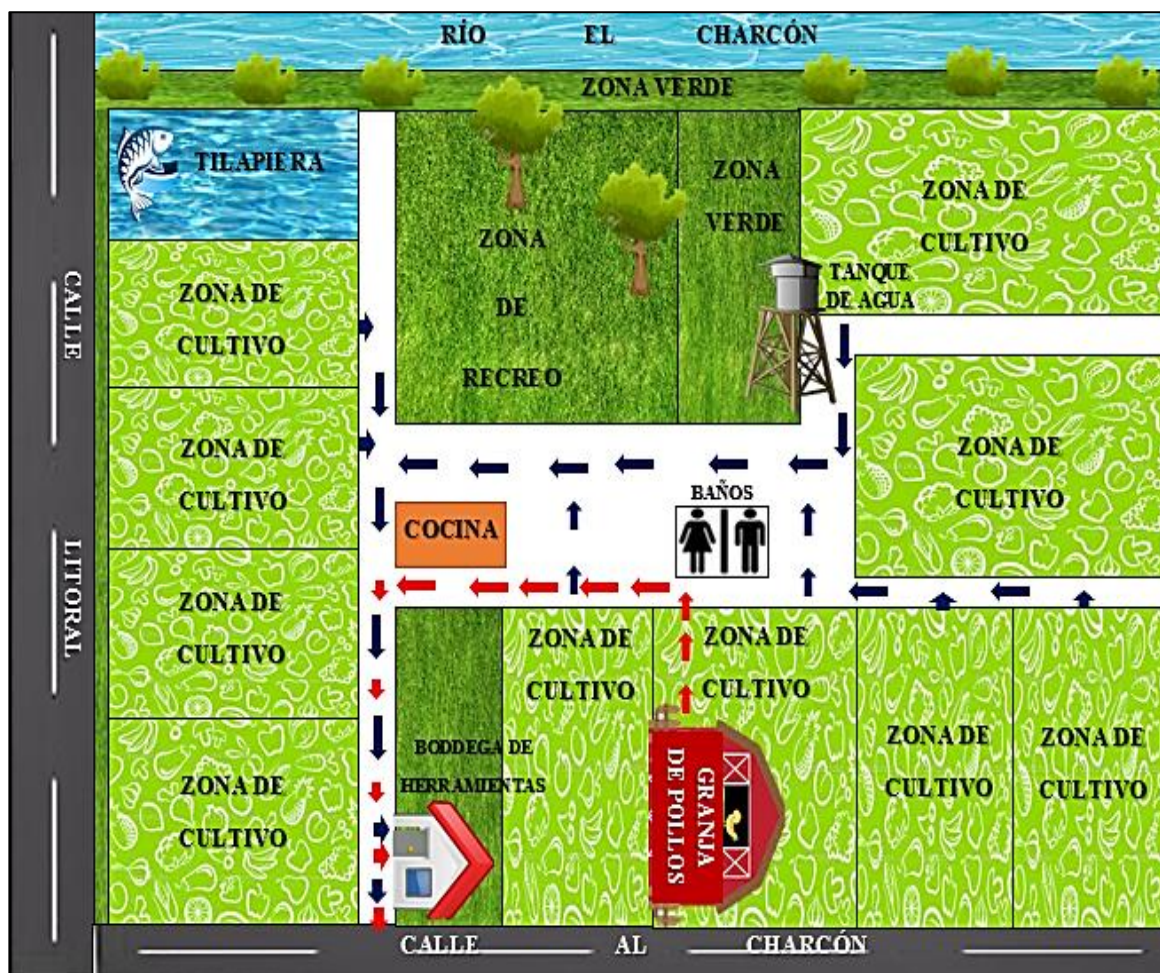 RÍO EL CHARCÓN
ZONA VERDE
TILAPIERA
ZONA
DE
RECREO
ZONA
VERDE
ZONA DE
CULTIVO
TANQUE
DE AGUA
CALLE LITORAL
ZONA DE
CULTIVO
ZONA DE
CULTIVO
ZONA DE
CULTIVO
BAÑOS
COCINA
ZONA DE
CULTIVO
ZONA DE
CULTIVO
ZONA DE
CULTIVO
ZONA DE
CULTIVO
ZONA DE
CULTIVO
ZONA DE
CULTIVO
BODDEGA DE
HERRAMIENTAS
GRANJA
DE POLLOS
CALLE AL CHARCÓN